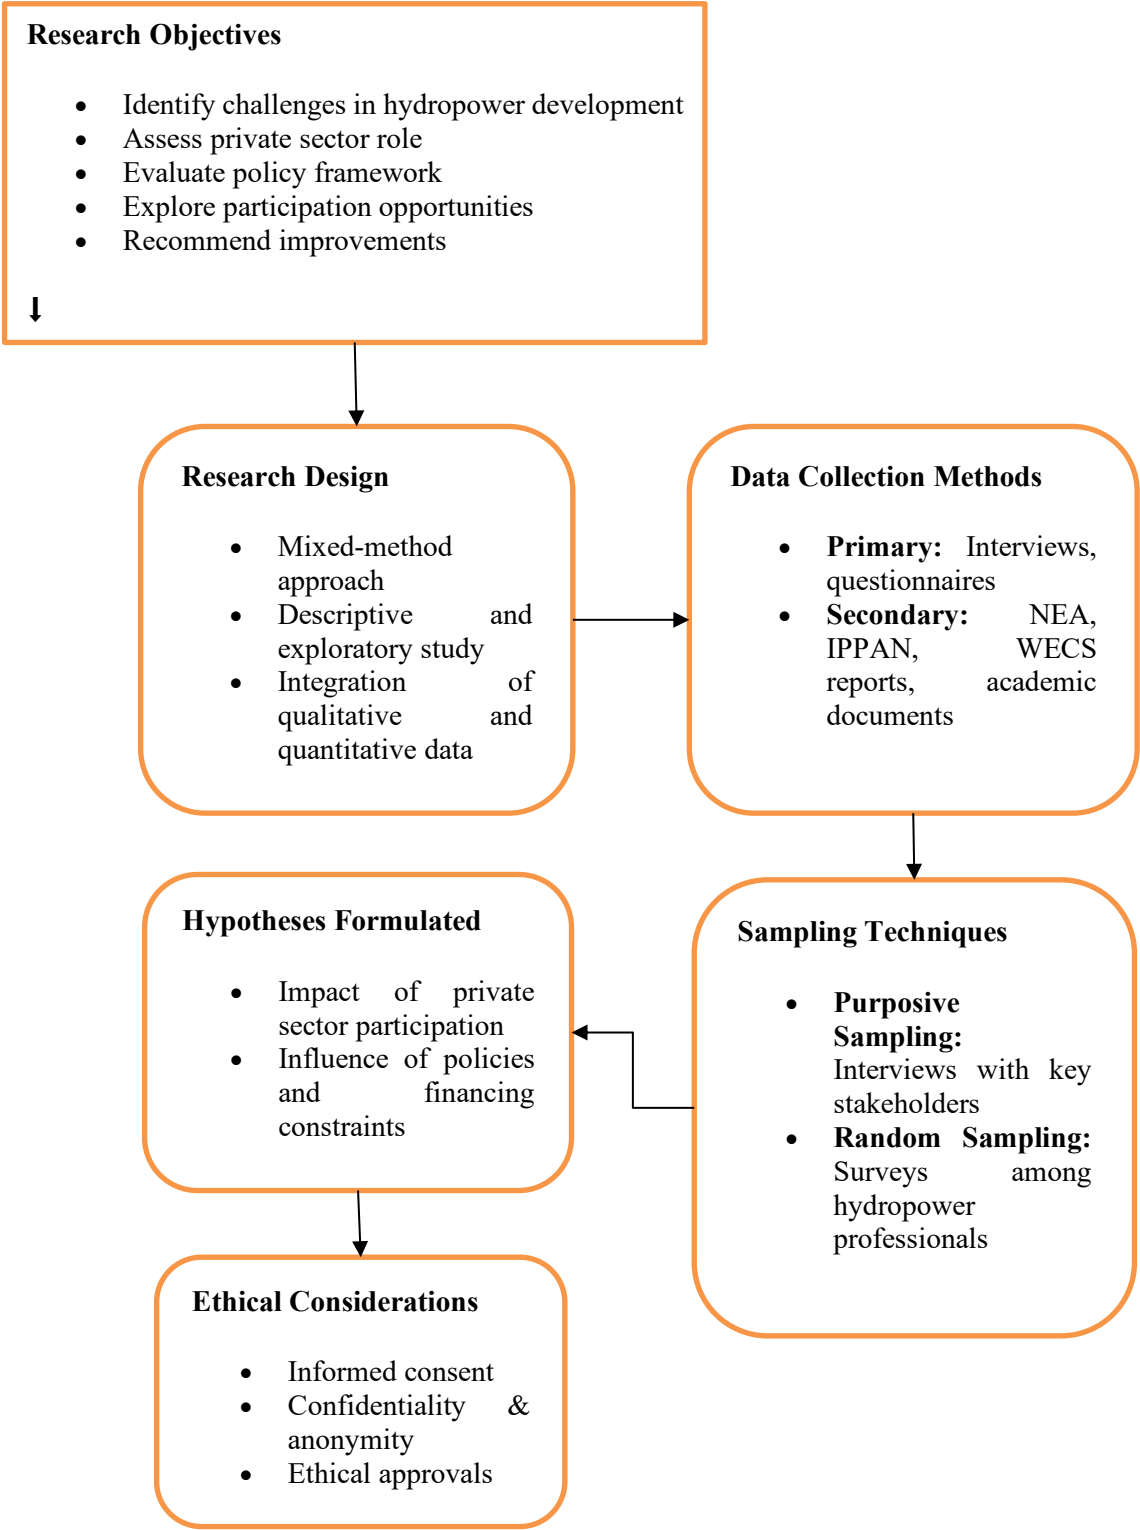 Research Objectives
• Identify challenges in hydropower development
• Assess private sector role
• Evaluate policy framework
• Explore participation opportunities
• Recommend improvements
⬇
Research Design
• Mixed-method
approach
• Descriptive and
exploratory study
• Integration of
qualitative and
quantitative data
Data Collection Methods
• Primary: Interviews,
questionnaires
• Secondary: NEA,
IPPAN, WECS
reports, academic
documents
Sampling Techniques
• Purposive
Sampling:
Interviews with key
stakeholders
• Random Sampling:
Surveys among
hydropower
professionals
Hypotheses Formulated
• Impact of private
sector participation
• Influence of policies
and financing
constraints
Ethical Considerations
• Informed consent
• Confidentiality &
anonymity
• Ethical approvals